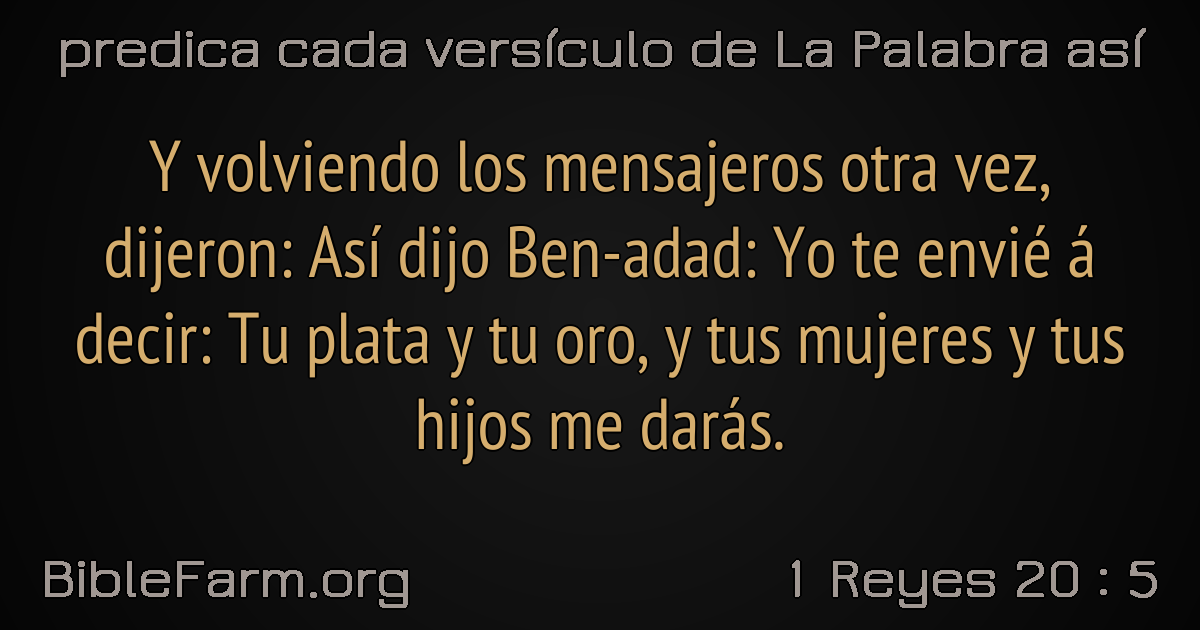 predica cada versículo de La Palabra así
Y volviendo los mensajeros otra vez,
dijeron: Así dijo Ben-adad: Yo te envié á
decir: Tu plata y tu oro, y tus mujeres y tus
hijos me darás.
BibleFarm.org
1 Reyes 20 : 5